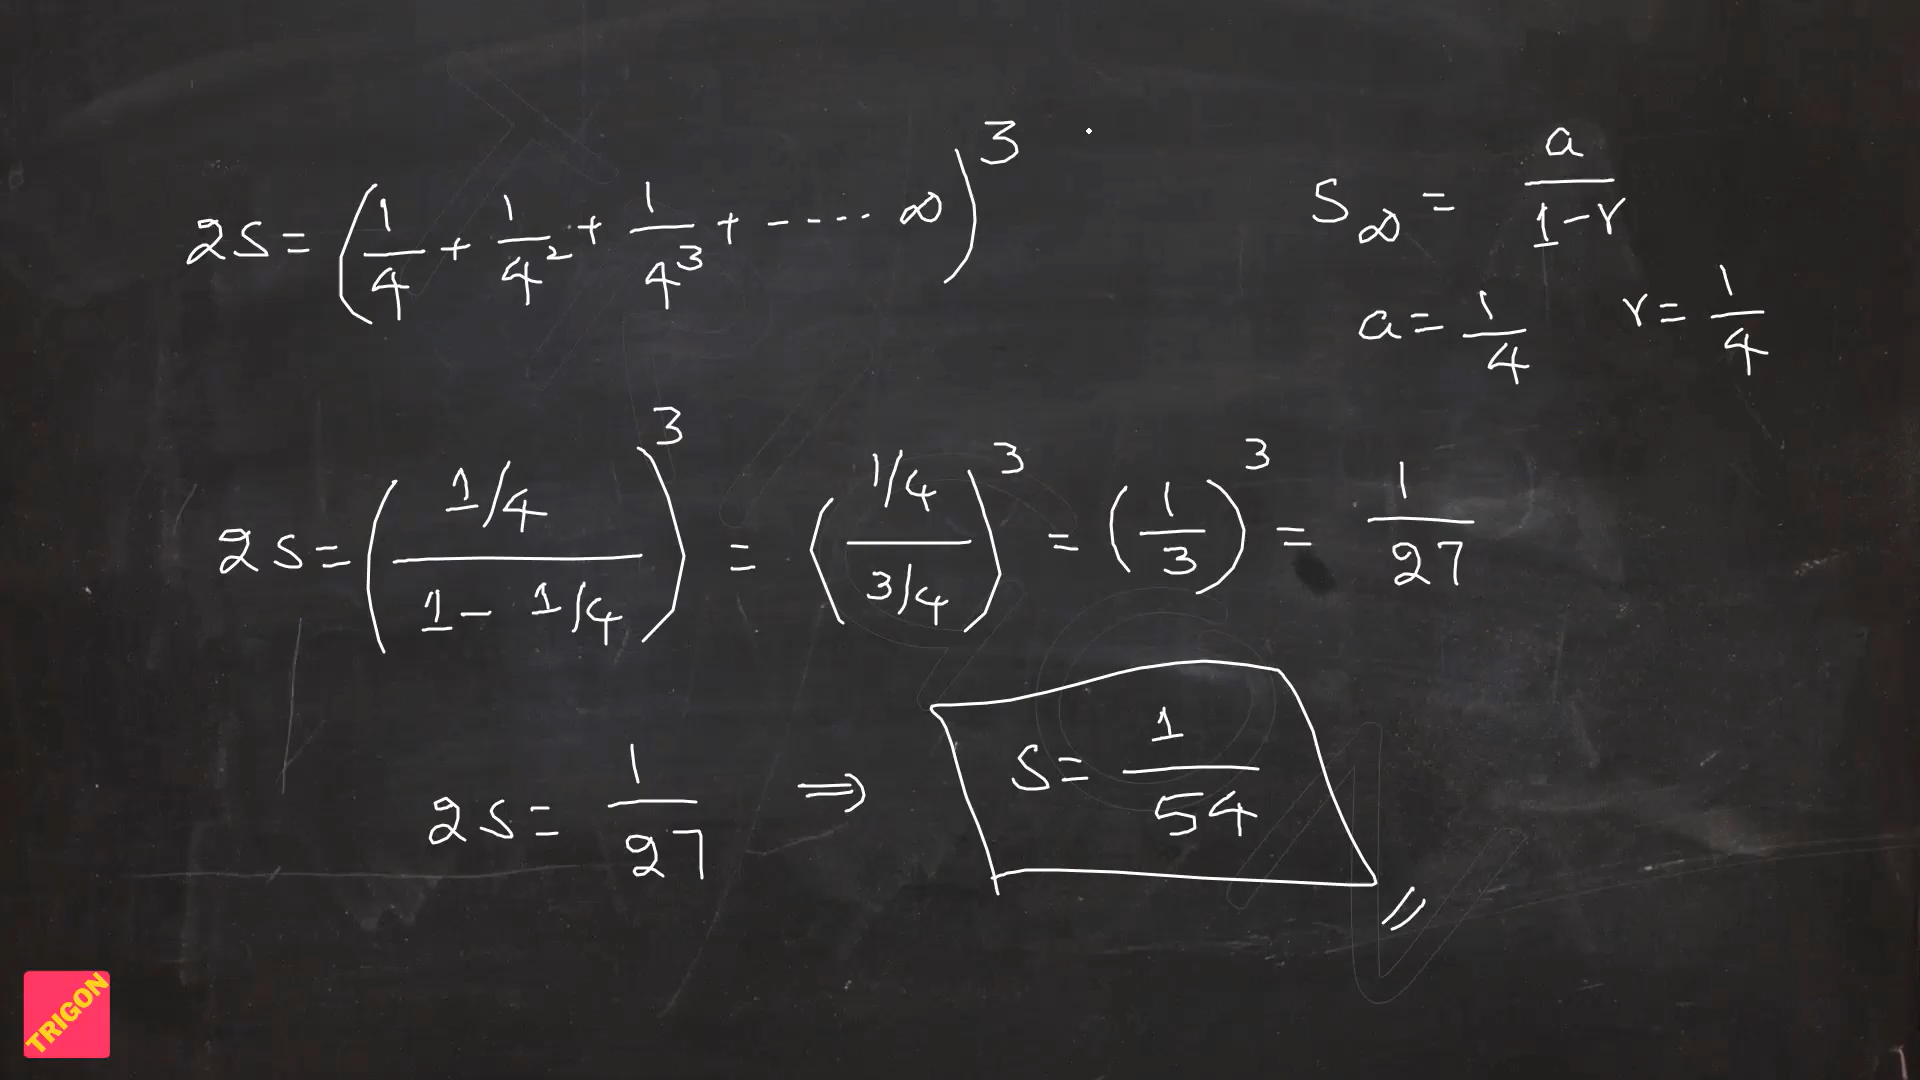 2S = (1/4 + 1/4² + 1/4³ + ---- ∞)³
S∞ = a/(1-r)
a = 1/4 r = 1/4
2S = ((1/4)/(1 - 1/4))³ = ((1/4)/(3/4))³ = (1/3)³ = 1/27
2S = 1/27 ⇒ S = 1/54 //
TRIGON